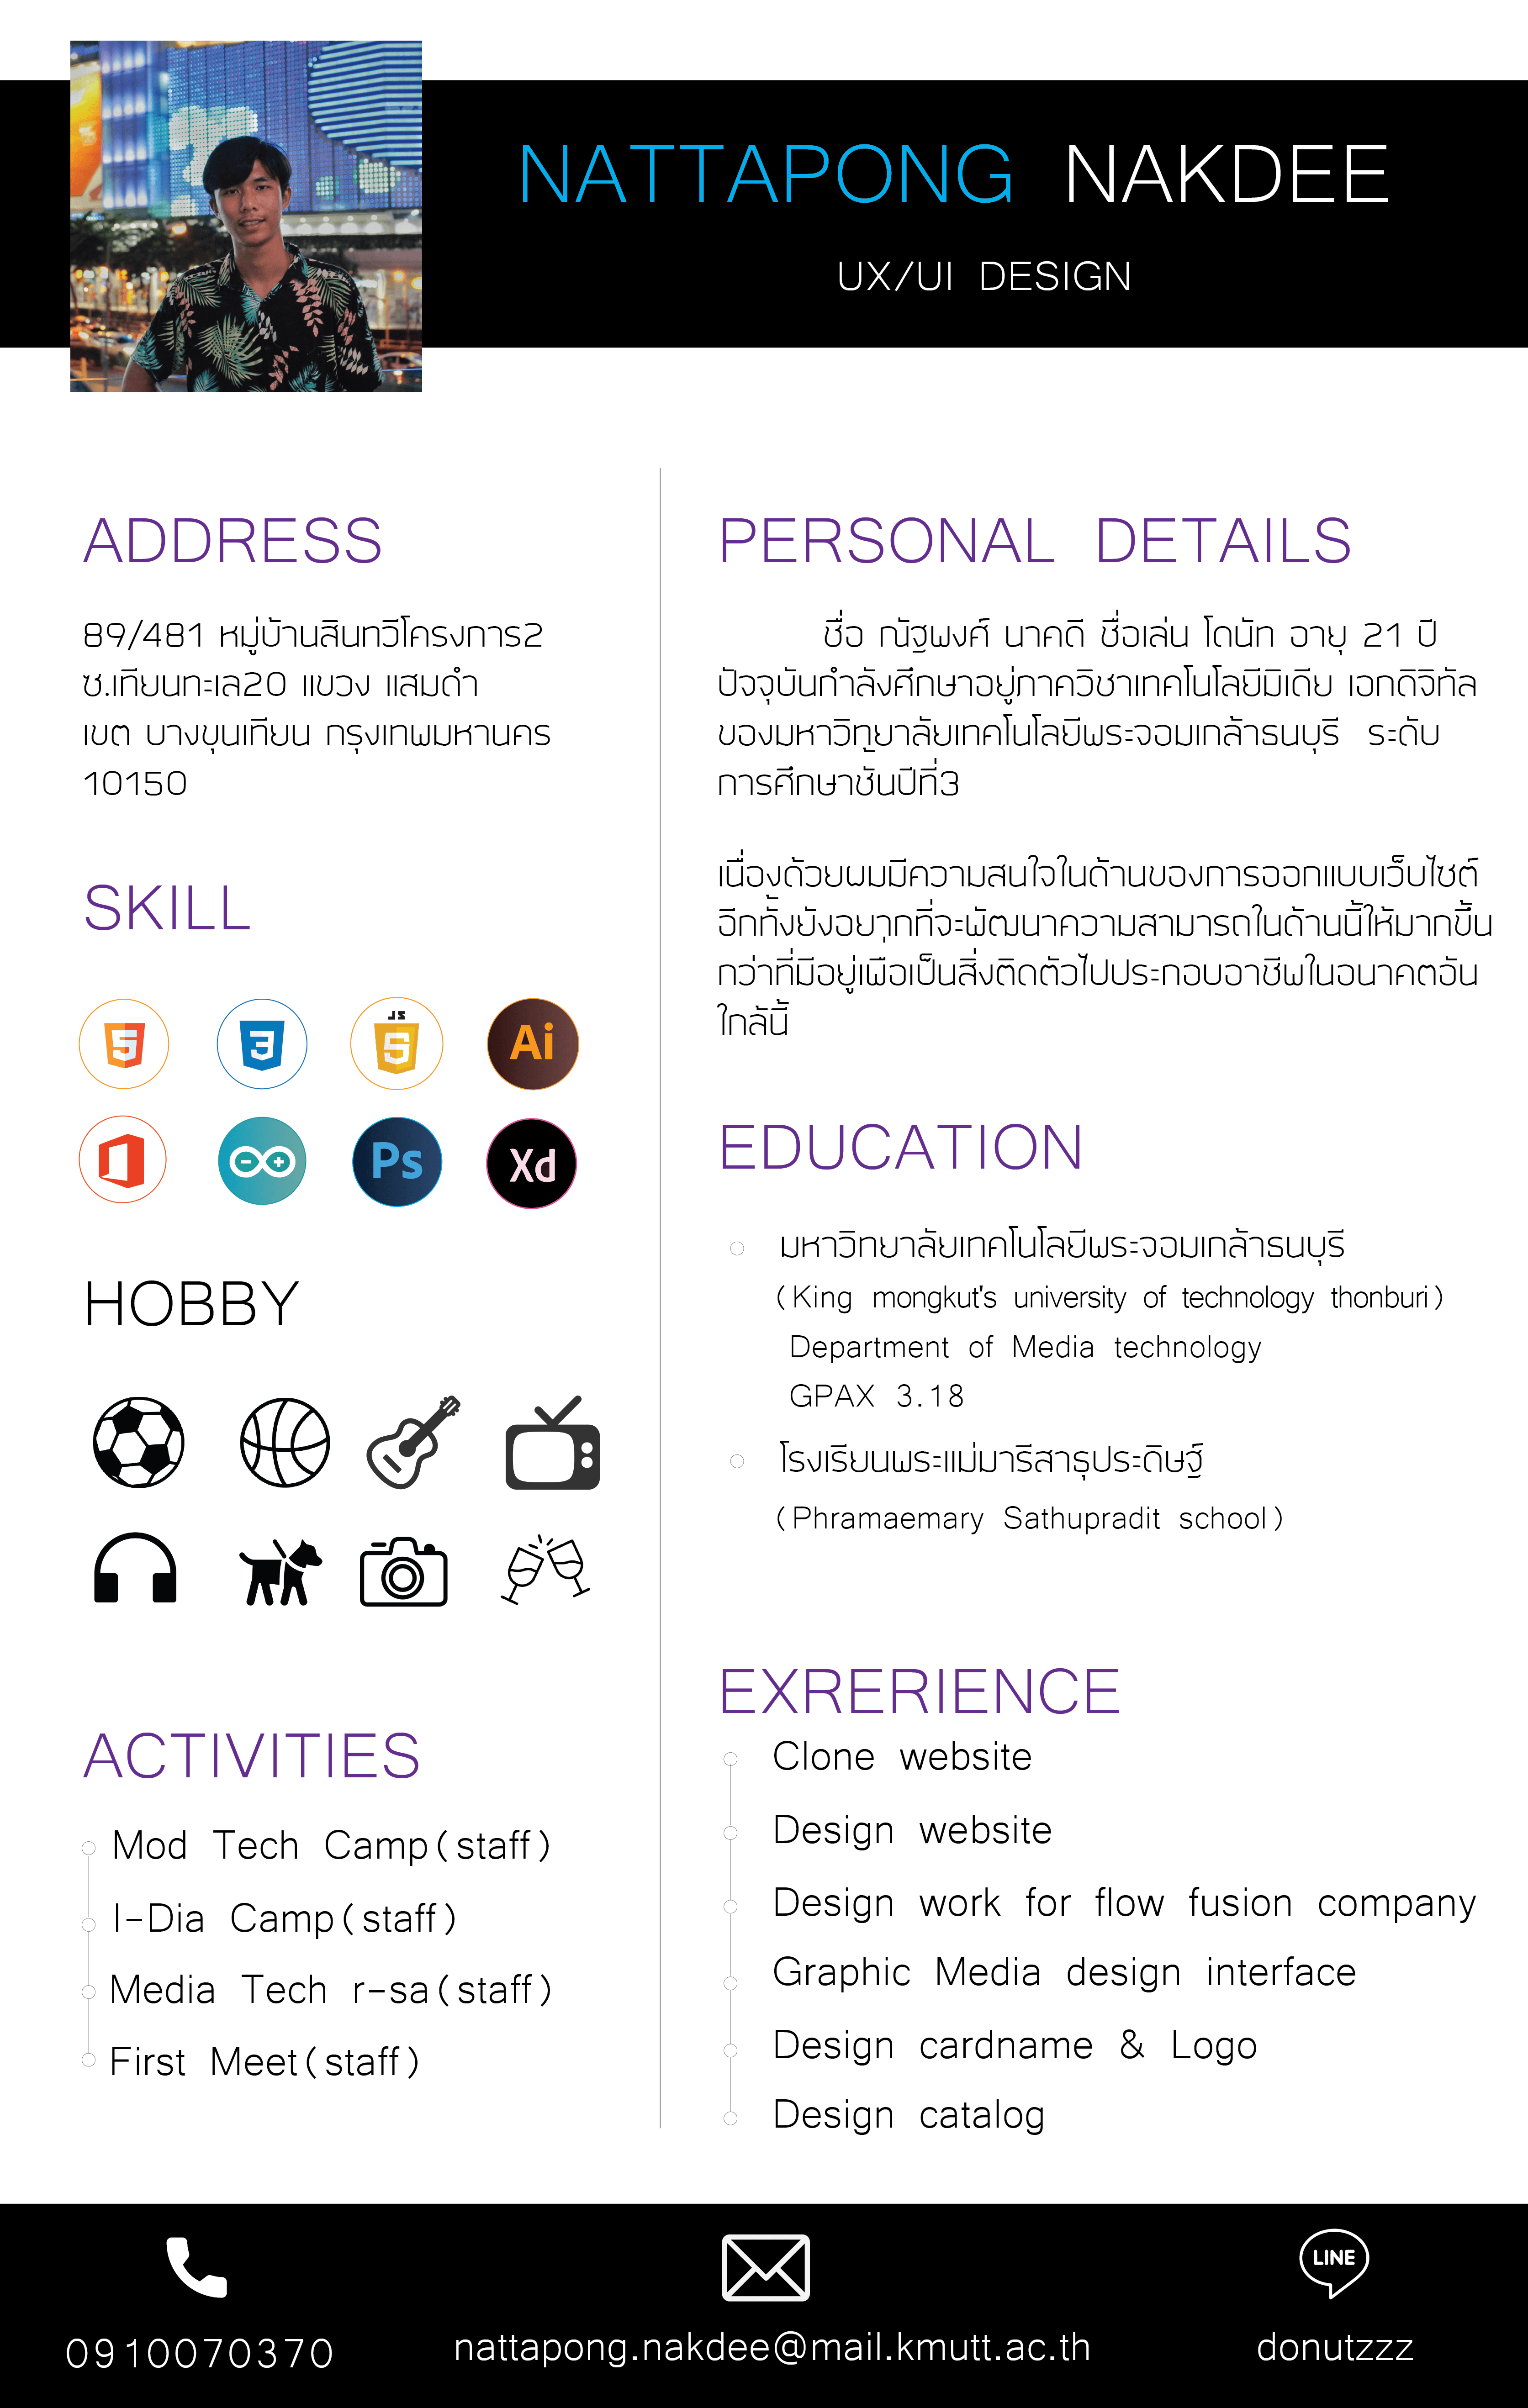 NATTAPONG NAKDEE
UX/UI DESIGN
ADDRESS
89/481 หมู่บ้านสินทวีโครงการ2
ซ.เทียนทะเล20 แขวง แสมดำ
เขต บางขุนเทียน กรุงเทพมหานคร
10150
SKILL
5
3
JS
5
Ai
Ps
Xd
HOBBY
ACTIVITIES
Mod Tech Camp(staff)
I-Dia Camp(staff)
Media Tech r-sa(staff)
First Meet(staff)
PERSONAL DETAILS
ชื่อ ณัฐพงศ์ นาคดี ชื่อเล่น โดนัท อายุ 21 ปี
ปัจจุบันกำลังศึกษาอยู่ภาควิชาเทคโนโลยีมีเดีย เอกดิจิทัล
ของมหาวิทยาลัยเทคโนโลยีพระจอมเกล้าธนบุรี ระดับ
การศึกษาชั้นปีที่3
เนื่องด้วยผมมีความสนใจในด้านของการออกแบบเว็บไซต์
อีกทั้งยังอยากที่จะพัฒนาความสามารถในด้านนี้ให้มากขึ้น
กว่าที่มีอยู่เพื่อเป็นสิ่งติดตัวไปประกอบอาชีพในอนาคตอัน
ใกล้นี้
EDUCATION
มหาวิทยาลัยเทคโนโลยีพระจอมเกล้าธนบุรี
(King mongkut's university of technology thonburi)
Department of Media technology
GPAX 3.18
โรงเรียนพระแม่มารีสาธุประดิษฐ์
(Phramaemary Sathupradit school)
EXRERIENCE
Clone website
Design website
Design work for flow fusion company
Graphic Media design interface
Design cardname & Logo
Design catalog
0910070370
nattapong.nakdee@mail.kmutt.ac.th
LINE
donutzzz